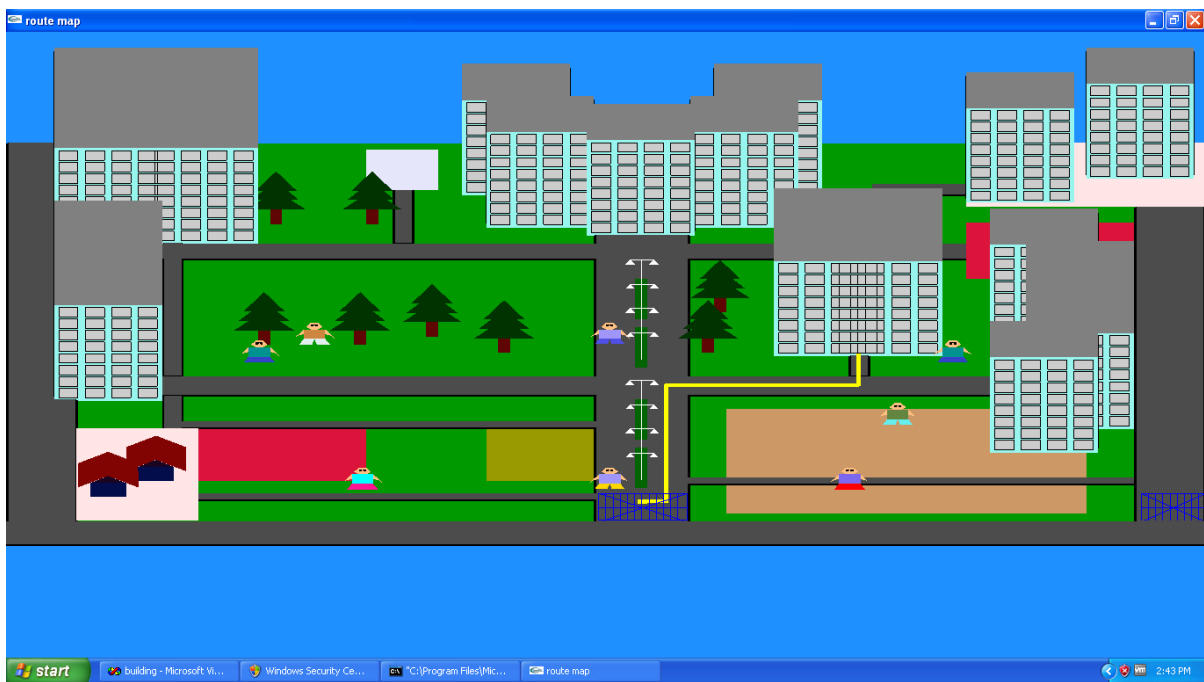 route map
start
building - Microsoft Vi...
Windows Security Ce...
"C:\Program Files\Mic...
route map
2:43 PM